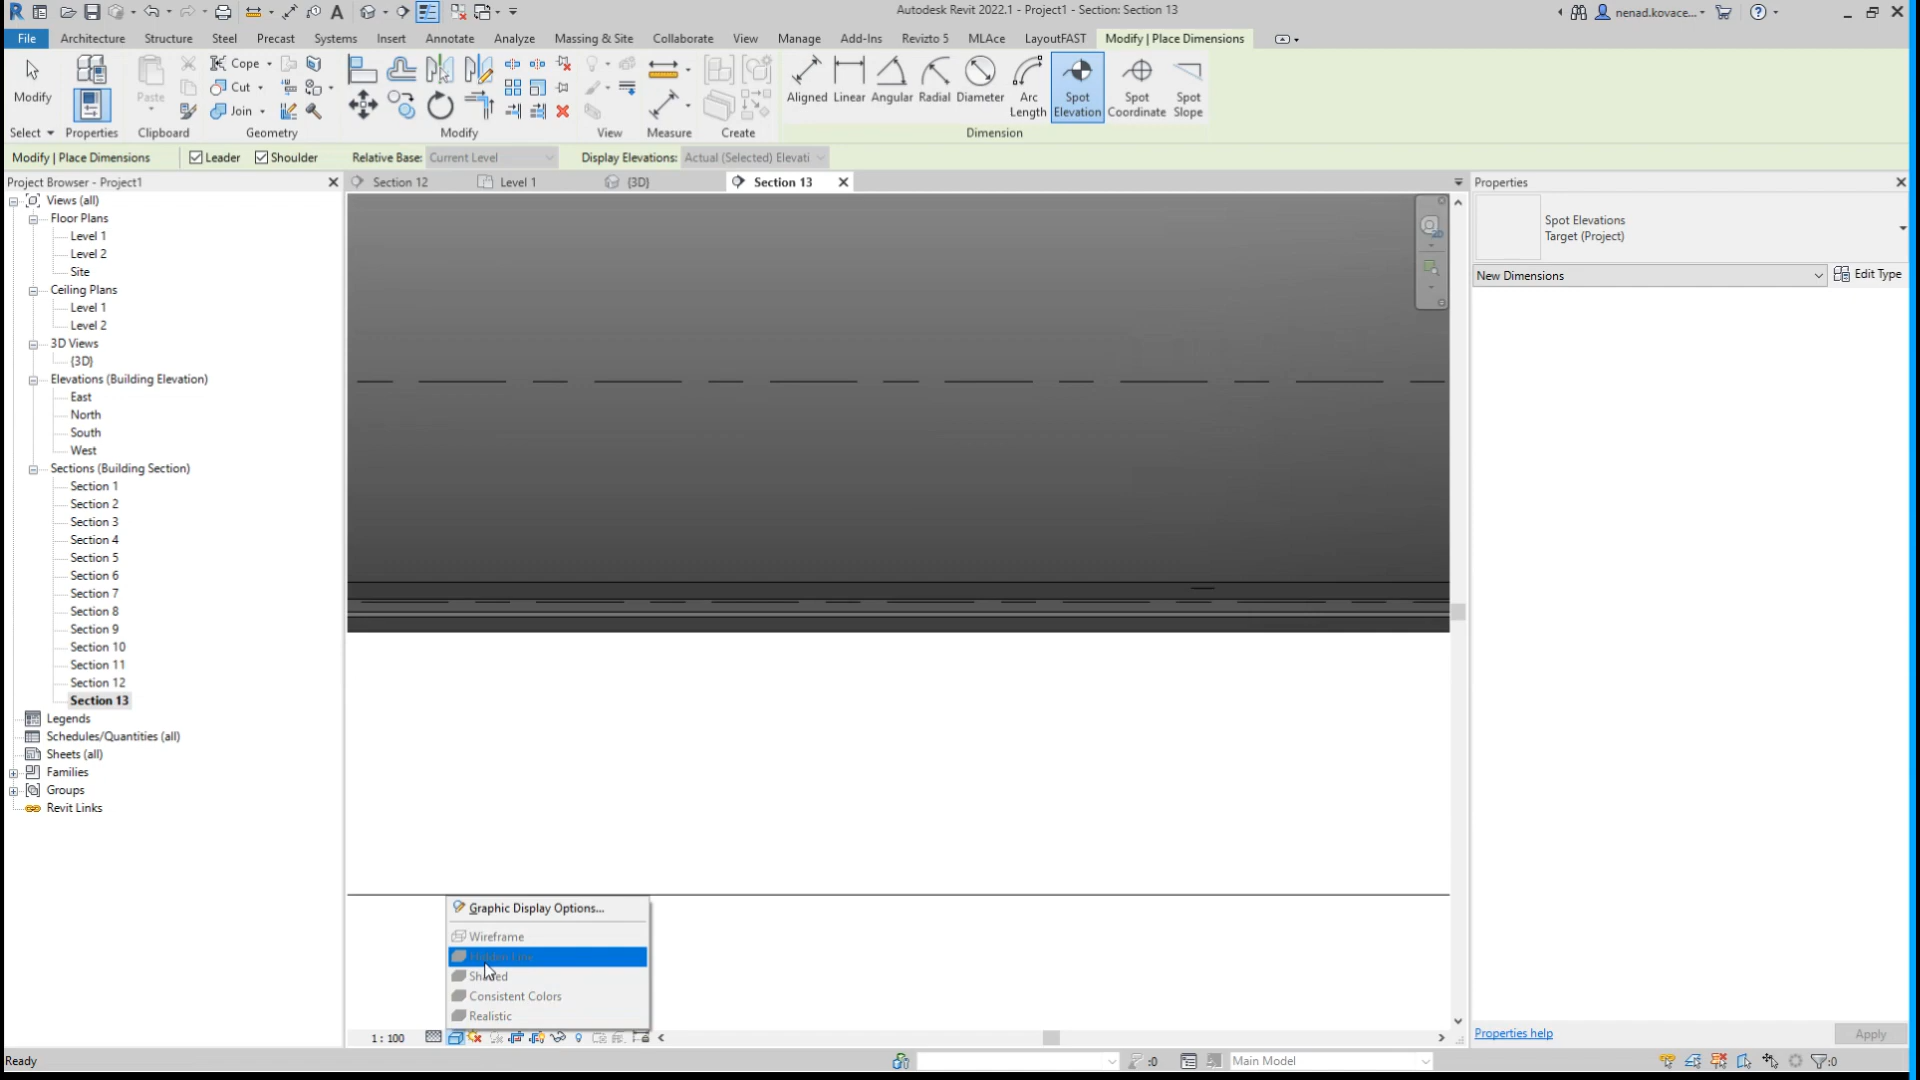 Autodesk Revit 2022.1 - Project1 - Section: Section 13
nenad.kovace...
File Architecture Structure Steel Precast Systems Insert Annotate Analyze Massing & Site Collaborate View Manage Add-Ins Revizto 5 MLAce LayoutFAST Modify | Place Dimensions
Modify
Paste
Cope
Cut
Join
Aligned Linear Angular Radial Diameter Arc Length Spot Elevation Spot Coordinate Spot Slope
Select Properties Clipboard Geometry Modify View Measure Create Dimension
Modify | Place Dimensions Leader Shoulder Relative Base: Current Level Display Elevations: Actual (Selected) Elevati
Project Browser - Project1
Section 12 Level 1 {3D} Section 13
Properties
Views (all)
Floor Plans
Level 1
Level 2
Site
Ceiling Plans
Level 1
Level 2
3D Views
{3D}
Elevations (Building Elevation)
East
North
South
West
Sections (Building Section)
Section 1
Section 2
Section 3
Section 4
Section 5
Section 6
Section 7
Section 8
Section 9
Section 10
Section 11
Section 12
Section 13
Legends
Schedules/Quantities (all)
Sheets (all)
Families
Groups
Revit Links
Spot Elevations
Target (Project)
New Dimensions
Edit Type
Graphic Display Options...
Wireframe
Hidden Line
Shaded
Consistent Colors
Realistic
1 : 100
Properties help
Apply
Ready
:0
Main Model
:0